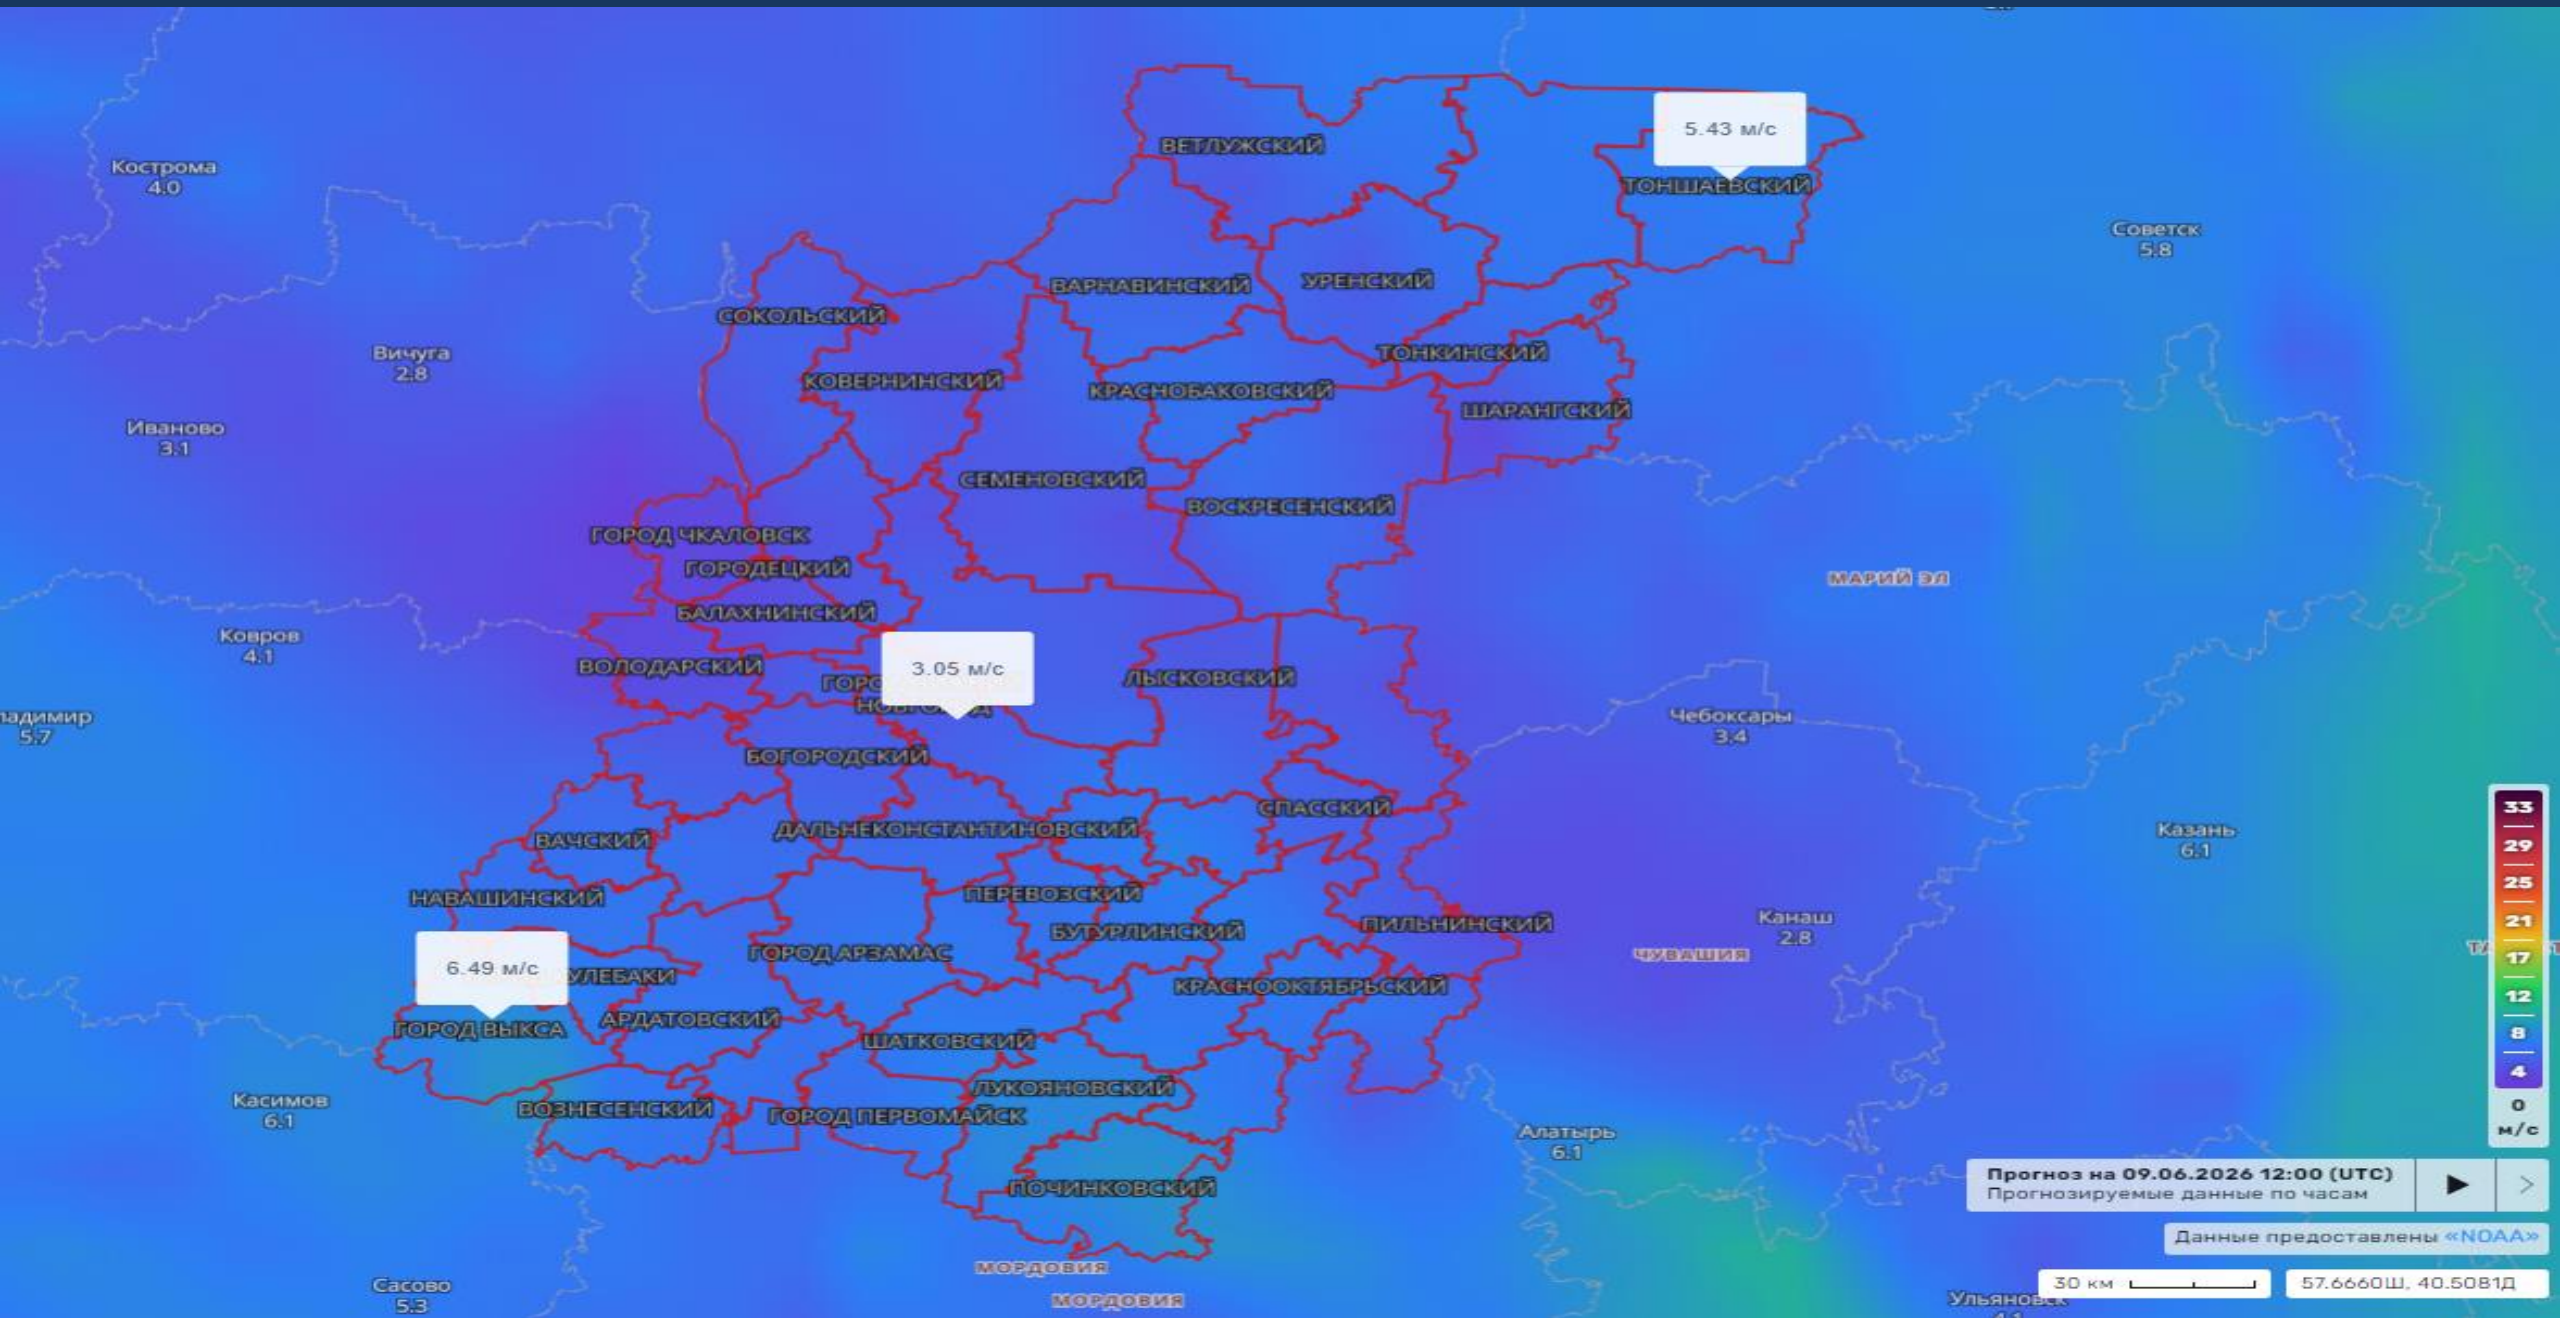 ВЕТЛУЖСКИЙ
5.43 м/с
ТОНШАЕВСКИЙ
Кострома
4.0
Советск
5.8
ВАРНАВИНСКИЙ
УРЕНСКИЙ
СОКОЛЬСКИЙ
Вичуга
2.8
ТОНКИНСКИЙ
КОВЕРНИНСКИЙ
КРАСНОБАКОВСКИЙ
ШАРАНГСКИЙ
Иваново
3.1
СЕМЕНОВСКИЙ
ВОСКРЕСЕНСКИЙ
ГОРОД ЧКАЛОВСК
ГОРОДЕЦКИЙ
МАРИЙ ЭЛ
БАЛАХНИНСКИЙ
Ковров
4.1
ВОЛОДАРСКИЙ
3.05 м/с
ЛЫСКОВСКИЙ
ладимир
5.7
Чебоксары
3.4
БОГОРОДСКИЙ
СПАССКИЙ
ДАЛЬНЕКОНСТАНТИНОВСКИЙ
ВАЧСКИЙ
Казань
6.1
НАВАШИНСКИЙ
ПЕРЕВОЗСКИЙ
БУТУРЛИНСКИЙ
ПИЛЬНИНСКИЙ
Канаш
2.8
ЧУВАШИЯ
ГОРОД АРЗАМАС
6.49 м/с
УЛЕБАКИ
КРАСНООКТЯБРЬСКИЙ
ГОРОД ВЫКСА
АРДАТОВСКИЙ
ШАТКОВСКИЙ
ЛУКОЯНОВСКИЙ
Касимов
6.1
ВОЗНЕСЕНСКИЙ
ГОРОД ПЕРВОМАЙСК
Алатырь
6.1
ПОЧИНКОВСКИЙ
МОРДОВИЯ
МОРДОВИЯ
Сасово
5.3
33
29
25
21
17
12
8
4
0
м/с
Прогноз на 09.06.2026 12:00 (UTC)
Прогнозируемые данные по часам
Данные предоставлены «NOAA»
30 км
57.6660Ш, 40.5081Д